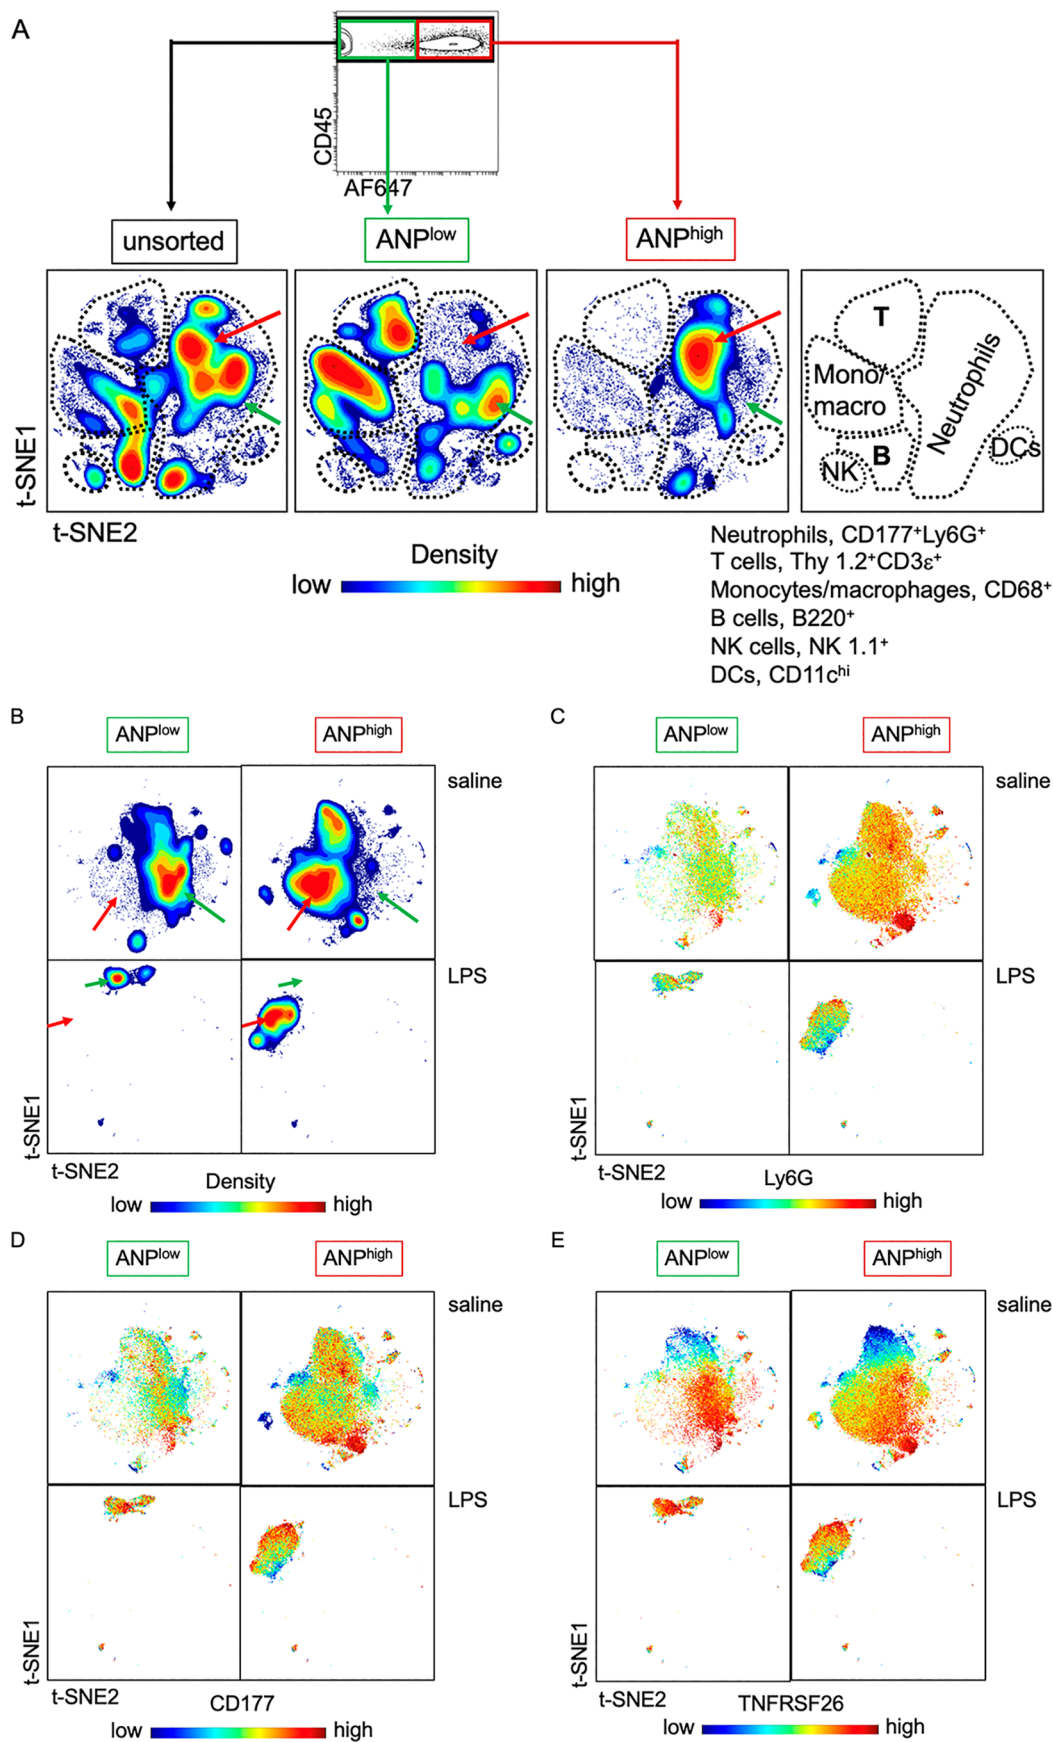 A
CD45
AF647
unsorted
ANPlow
ANPhigh
t-SNE1
T
Mono/
macro
Neutrophils
B
NK
DCs
t-SNE2
Density
low
high
Neutrophils, CD177+Ly6G+
T cells, Thy 1.2+CD3ε+
Monocytes/macrophages, CD68+
B cells, B220+
NK cells, NK 1.1+
DCs, CD11chi
B
ANPlow
ANPhigh
saline
LPS
t-SNE1
t-SNE2
Density
low
high
C
ANPlow
ANPhigh
saline
LPS
t-SNE1
t-SNE2
Ly6G
low
high
D
ANPlow
ANPhigh
saline
LPS
t-SNE1
t-SNE2
CD177
low
high
E
ANPlow
ANPhigh
saline
LPS
t-SNE1
t-SNE2
TNFRSF26
low
high